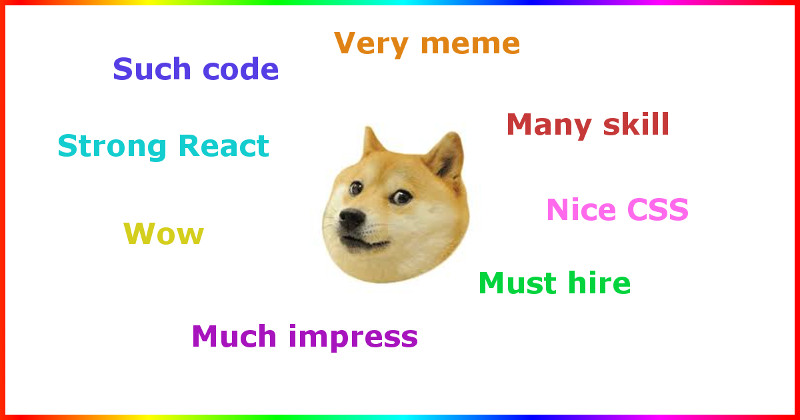 Very meme
Such code
Many skill
Strong React
Nice CSS
Wow
Must hire
Much impress